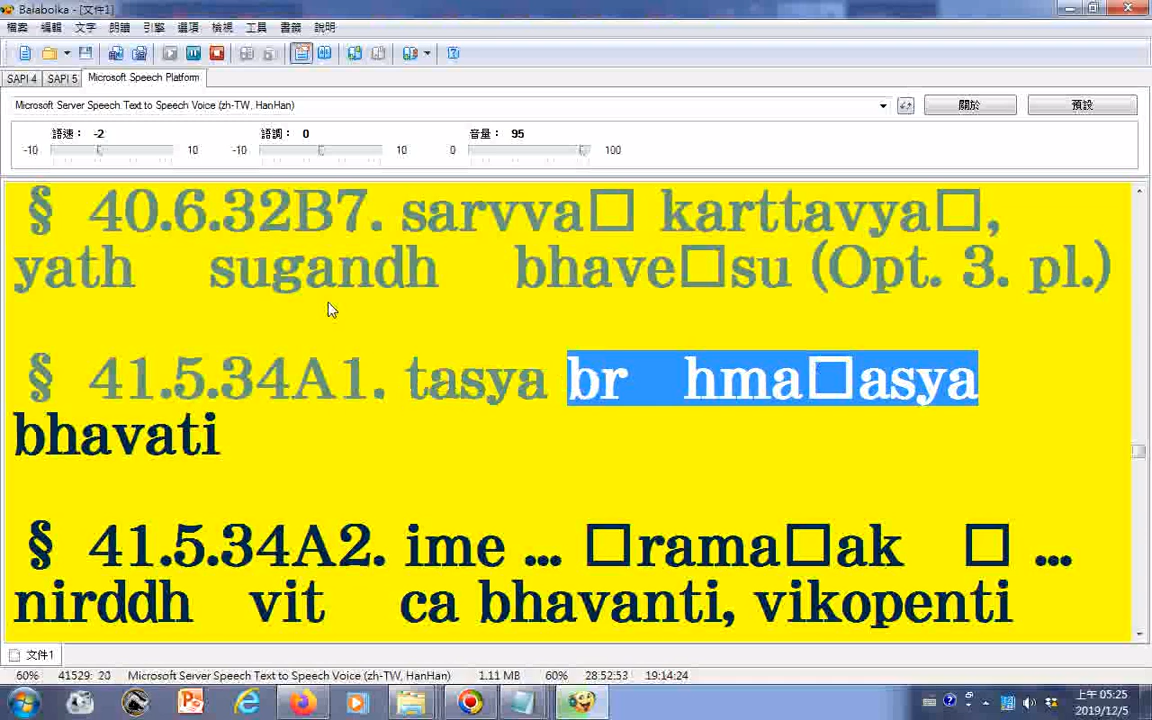 Balabolka - [文件1]
檔案 編輯 文字 朗讀 引擎 選項 檢視 工具 書籤 說明
SAPI 4 SAPI 5 Microsoft Speech Platform
Microsoft Server Speech Text to Speech Voice (zh-TW, HanHan) 關於 預設
語速： -2 語調： 0 音量： 95
-10 10 -10 10 0 100
§ 40.6.32B7. sarvva□ karttavya□,
yath sugandh bhave□su (Opt. 3. pl.)
§ 41.5.34A1. tasya br hma□asya
bhavati
§ 41.5.34A2. ime ... □rama□ak □ ...
nirddh vit ca bhavanti, vikopenti
文件1
60% 41529: 20 Microsoft Server Speech Text to Speech Voice (zh-TW, HanHan) 1.11 MB 60% 28:52:53 19:14:24
上午 05:25
2019/12/5